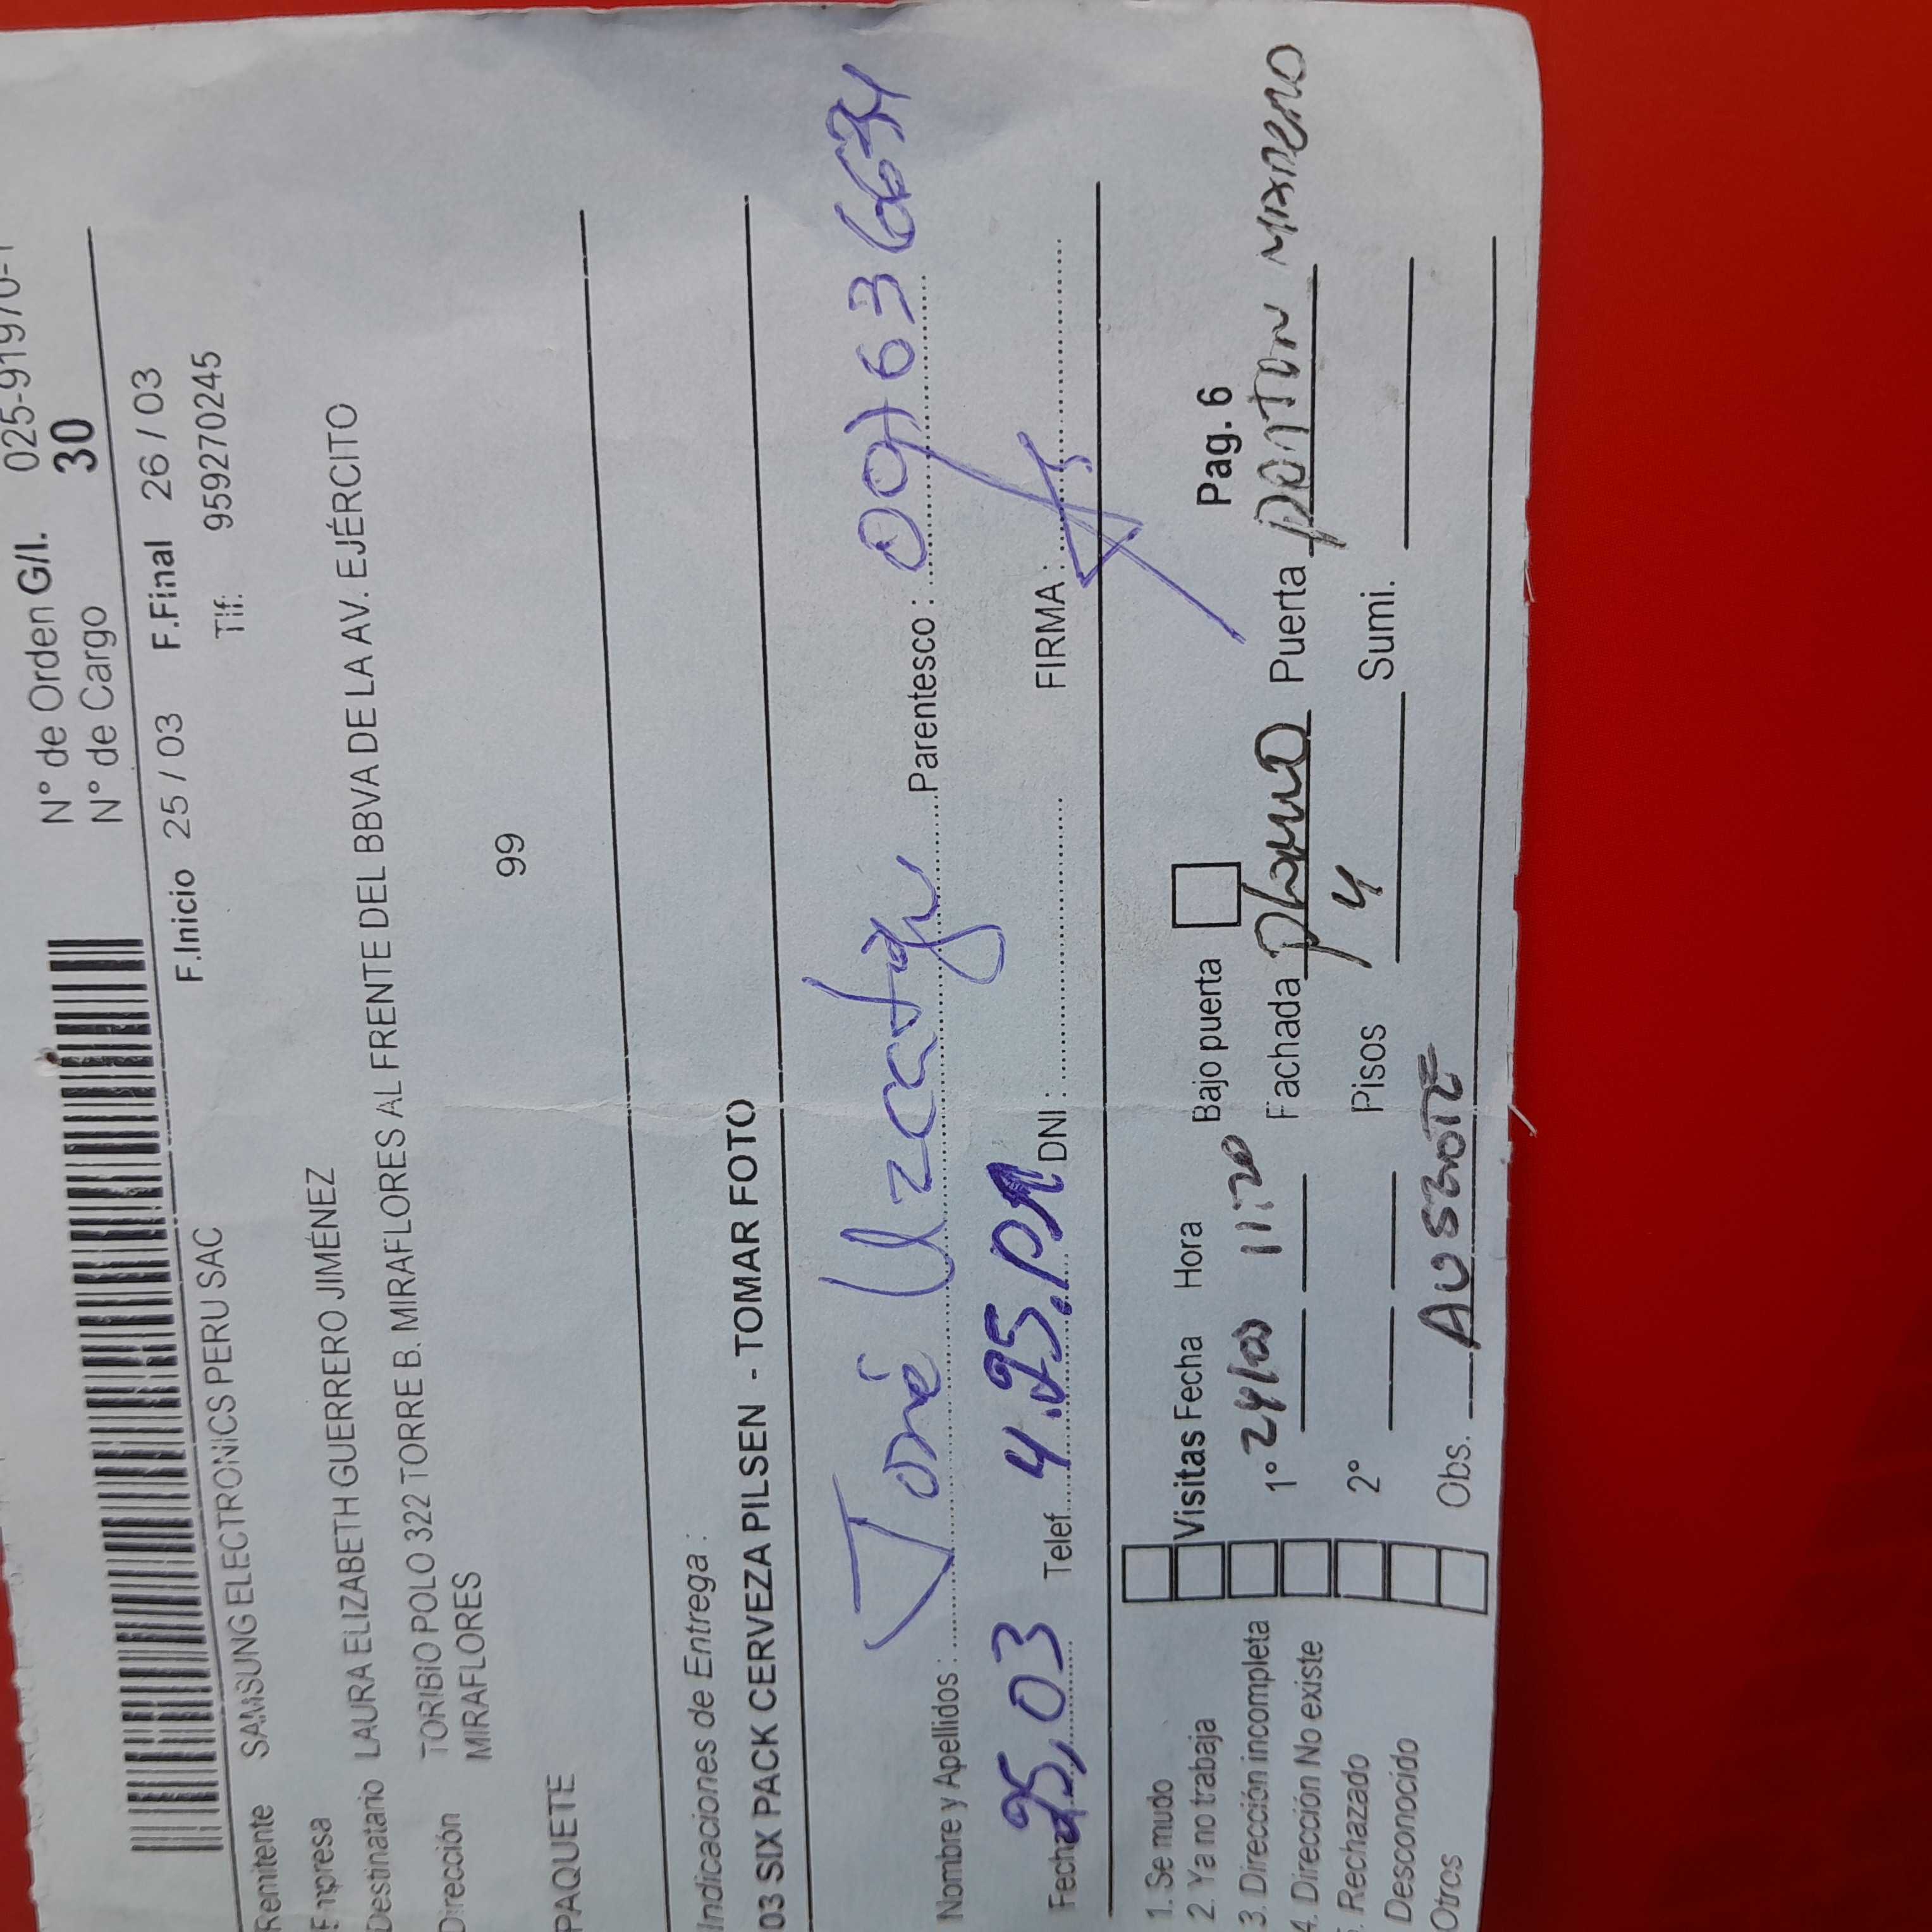 N° de Orden G/I. 025-91970-1
N° de Cargo 30
F.Inicio 25 / 03 F.Final 26 / 03
Remitente SAMSUNG ELECTRONICS PERU SAC
Tlf. 959270245
Empresa
Destinatario LAURA ELIZABETH GUERRERO JIMÉNEZ
Dirección TORIBIO POLO 322 TORRE B. MIRAFLORES AL FRENTE DEL BBVA DE LA AV. EJÉRCITO
MIRAFLORES
99
PAQUETE
Indicaciones de Entrega :
03 SIX PACK CERVEZA PILSEN - TOMAR FOTO
Nombre y Apellidos : José Uzcategu Parentesco :
Fecha 25,03 Telef. 4.25.PM DNI : FIRMA :
1. Se mudo
2. Ya no trabaja Visitas Fecha Hora Bajo puerta Pag. 6
3. Dirección incompleta 1° 24/03 11:20 Fachada Plomo Puerta Porton
4. Dirección No existe
. Rechazado 2° Pisos 4 Sumi.
Desconocido
Otros Obs. AUSENTE